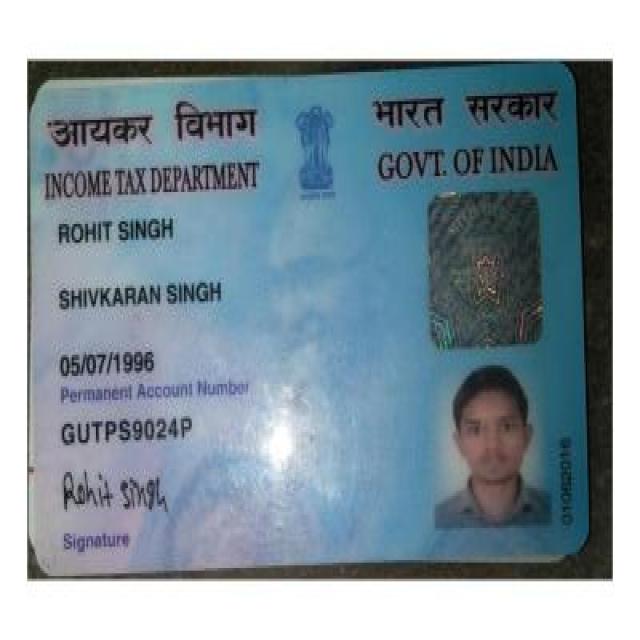 आयकर विभाग
INCOME TAX DEPARTMENT
भारत सरकार
GOVT. OF INDIA
ROHIT SINGH
SHIVKARAN SINGH
05/07/1996
Permanent Account Number
GUTPS9024P
Rohit Singh
Signature
01062016